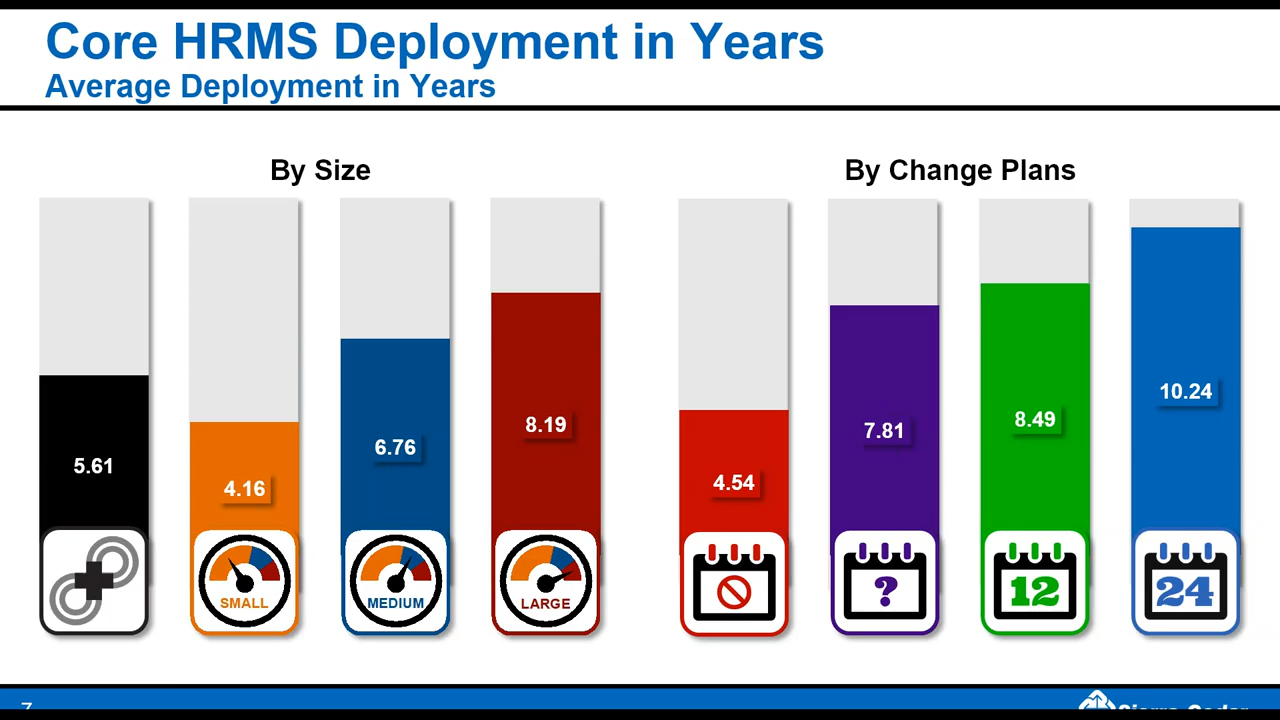 Core HRMS Deployment in Years
Average Deployment in Years
By Size
By Change Plans
5.61
4.16
6.76
8.19
4.54
7.81
8.49
10.24
SMALL
MEDIUM
LARGE
?
12
24
7